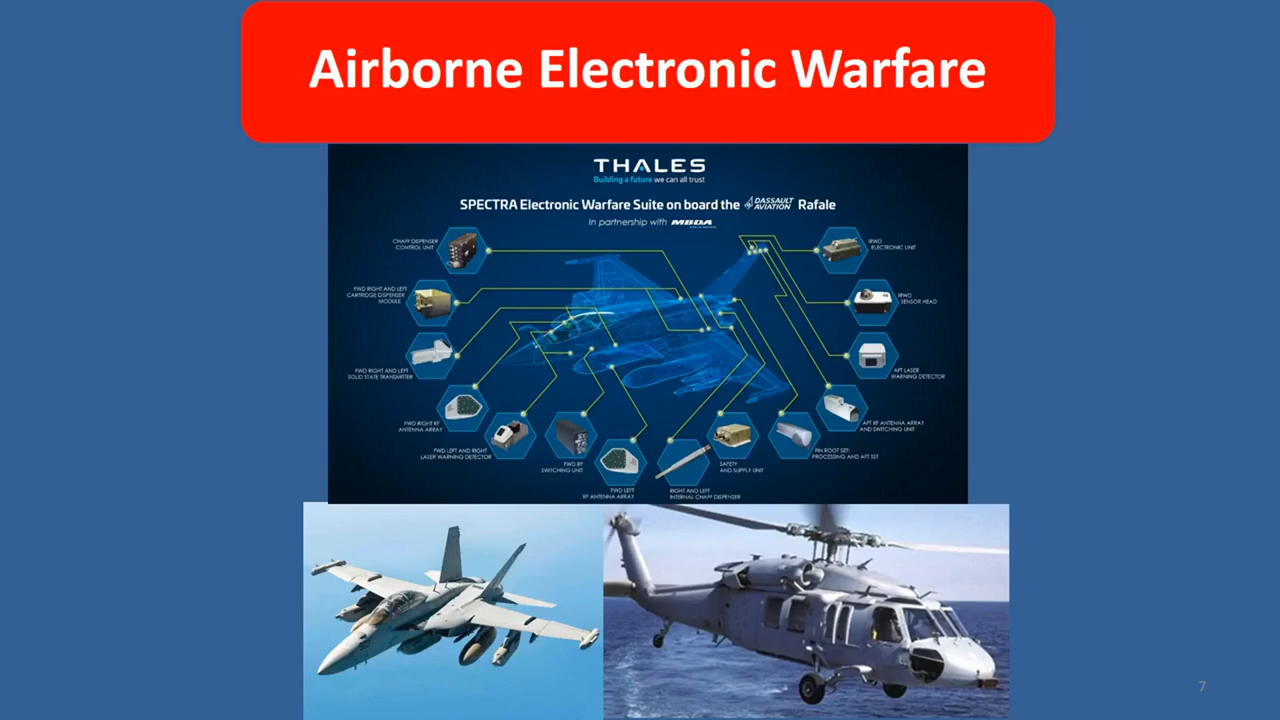 Airborne Electronic Warfare
THALES
Building a future we can all trust
SPECTRA Electronic Warfare Suite on board the DASSAULT AVIATION Rafale
In partnership with MBDA
CHAFF DISPENSER
CONTROL UNIT
IRWD
ELECTRONIC UNIT
FWD RIGHT AND LEFT
CARTRIDGE DISPENSER
MODULE
IRWD
SENSOR HEAD
FWD RIGHT AND LEFT
SOLID STATE TRANSMITTER
AFT LASER
WARNING DETECTOR
FWD RIGHT RF
ANTENNA ARRAY
AFT RF ANTENNA ARRAY
AND SWITCHING UNIT
FWD LEFT AND RIGHT
LASER WARNING DETECTOR
FWD RF
SWITCHING UNIT
SAFETY
AND SUPPLY UNIT
FIN ROOT SET:
PROCESSING AND AFT SST
FWD LEFT
RF ANTENNA ARRAY
RIGHT AND LEFT
INTERNAL CHAFF DISPENSER
7